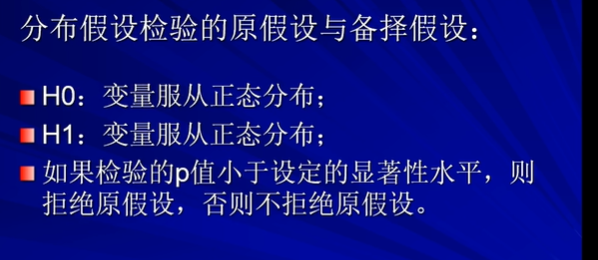 分布假设检验的原假设与备择假设：
H0：变量服从正态分布；
H1：变量服从正态分布；
如果检验的p值小于设定的显著性水平，则
拒绝原假设，否则不拒绝原假设。